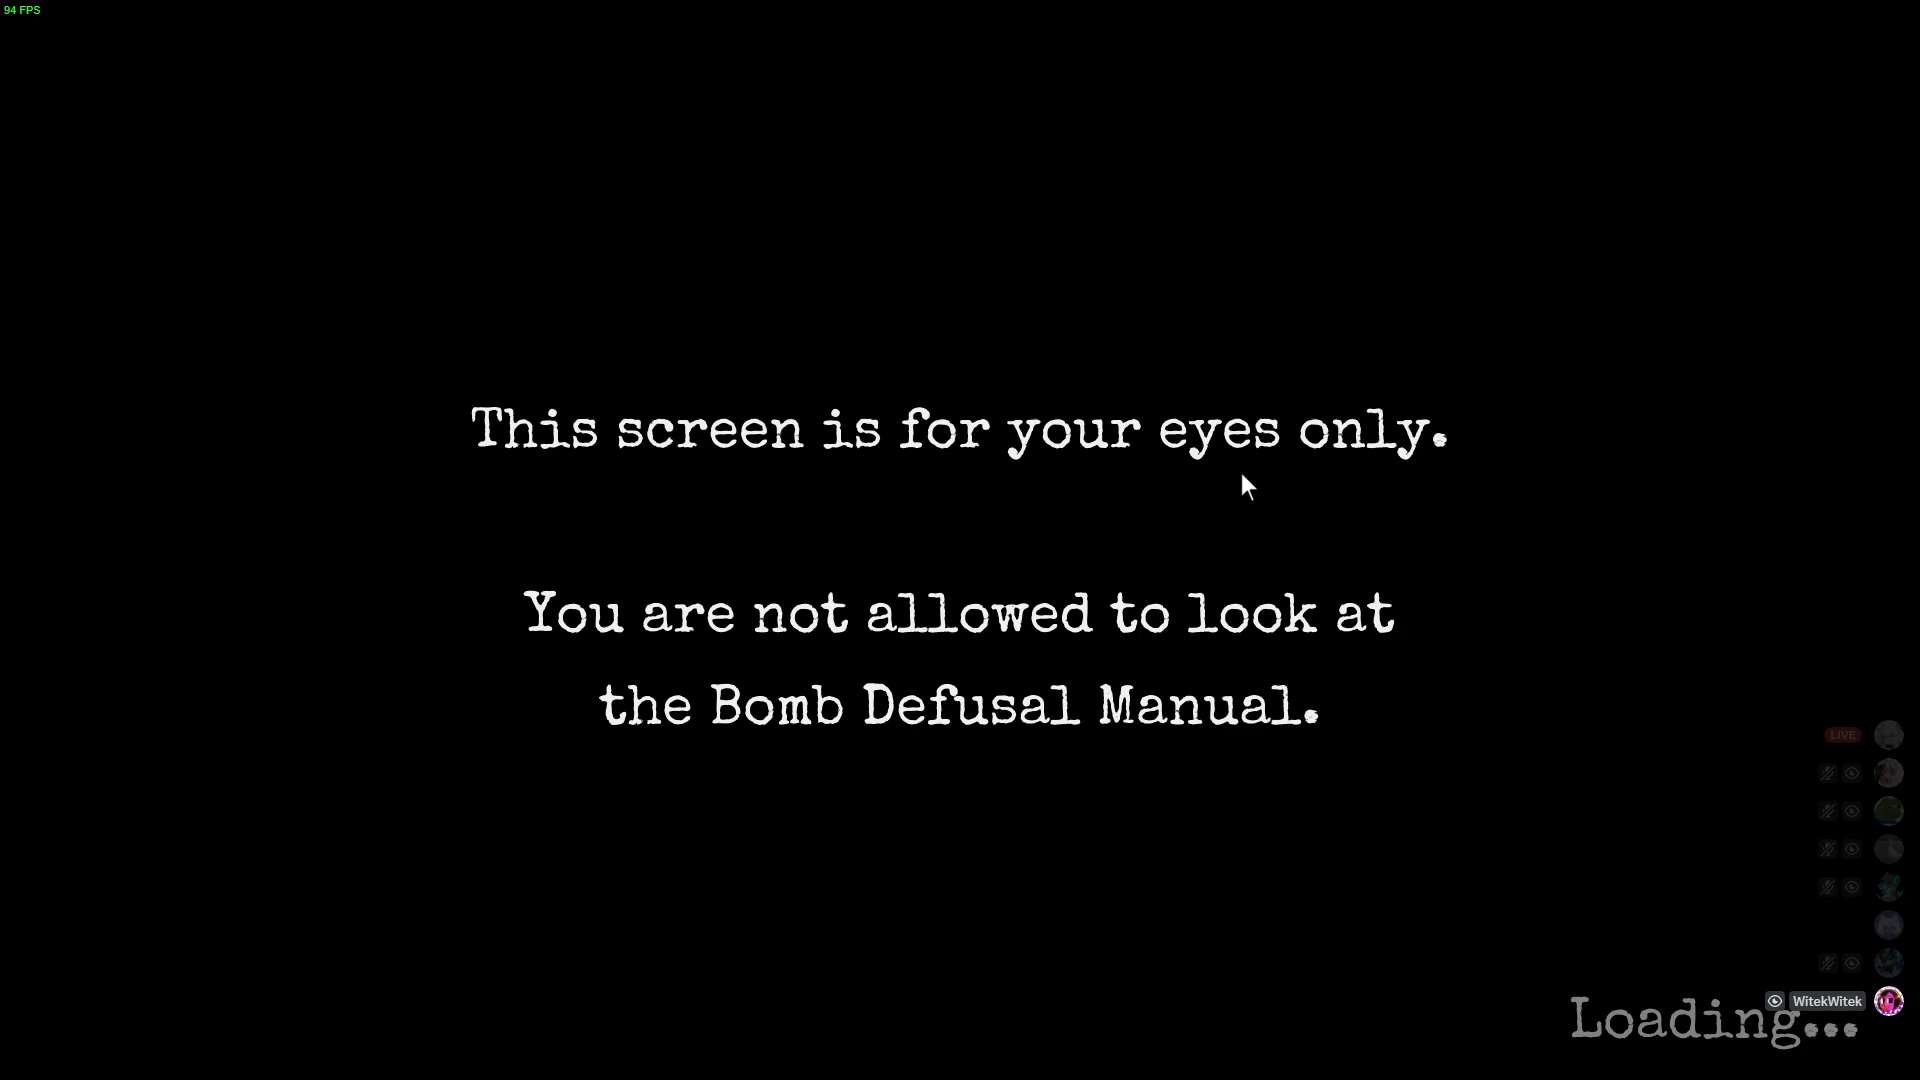 94 FPS
This screen is for your eyes only.
You are not allowed to look at
the Bomb Defusal Manual.
LIVE
WitekWitek
Loading...